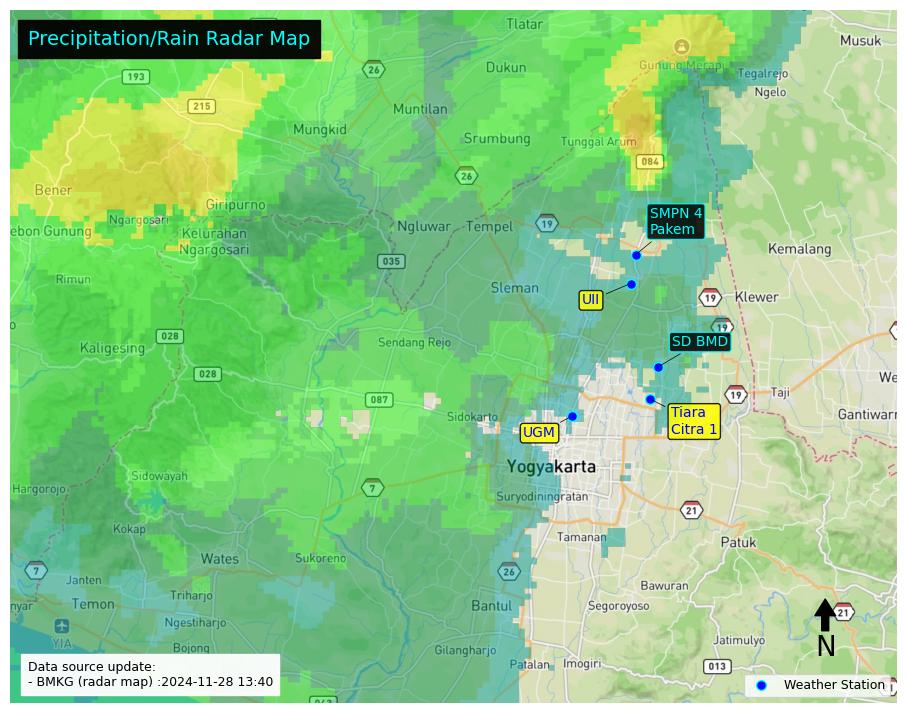 Precipitation/Rain Radar Map
Tlatar
Musuk
26
Gunung Merapi
Dukun
Tegalrejo
193
Ngelo
215
Muntilan
Mungkid
Srumbung
Tunggal Arum
084
26
Bener
Giripurno
SMPN 4
Pakem
Ngargosari
Ngluwar
Tempel
19
ebon Gunung
Kelurahan
Ngargosari
Kemalang
035
Rimun
Sleman
UII
19
Klewer
19
028
Sendang Rejo
SD BMD
Kaligesing
028
We
087
19
Taji
Sidokarto
Tiara
Citra 1
Gantiwarn
UGM
Yogyakarta
Sidowayah
Hargorojo
7
Suryodiningratan
21
Kokap
Tamanan
Patuk
Wates
Sukoreno
7
26
Janten
Bawuran
nyar
Temon
Triharjo
Bantul
Segoroyoso
21
Ngestiharjo
N
YIA
Bojong
Gilangharjo
Jatimulyo
Patalan
Imogiri
013
Data source update:
- BMKG (radar map) :2024-11-28 13:40
Weather Station